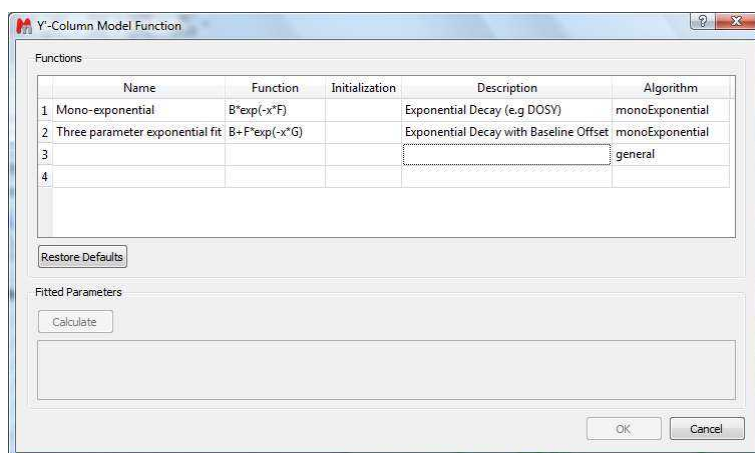 Y'-Column Model Function
Functions
Name Function Initialization Description Algorithm
1 Mono-exponential B*exp(-x*F) Exponential Decay (e.g DOSY) monoExponential
2 Three parameter exponential fit B+F*exp(-x*G) Exponential Decay with Baseline Offset monoExponential
3 general
4
Restore Defaults
Fitted Parameters
Calculate
OK Cancel